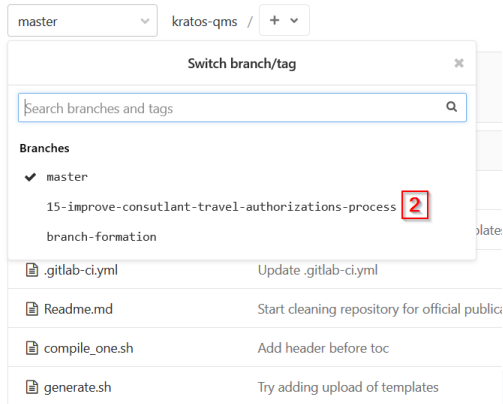 master kratos-qms / +
Switch branch/tag ×
Search branches and tags
Branches
✔ master
15-improve-consutlant-travel-authorizations-process 2
branch-formation
.gitlab-ci.yml Update .gitlab-ci.yml
Readme.md Start cleaning repository for official publica
compile_one.sh Add header before toc
generate.sh Try adding upload of templates